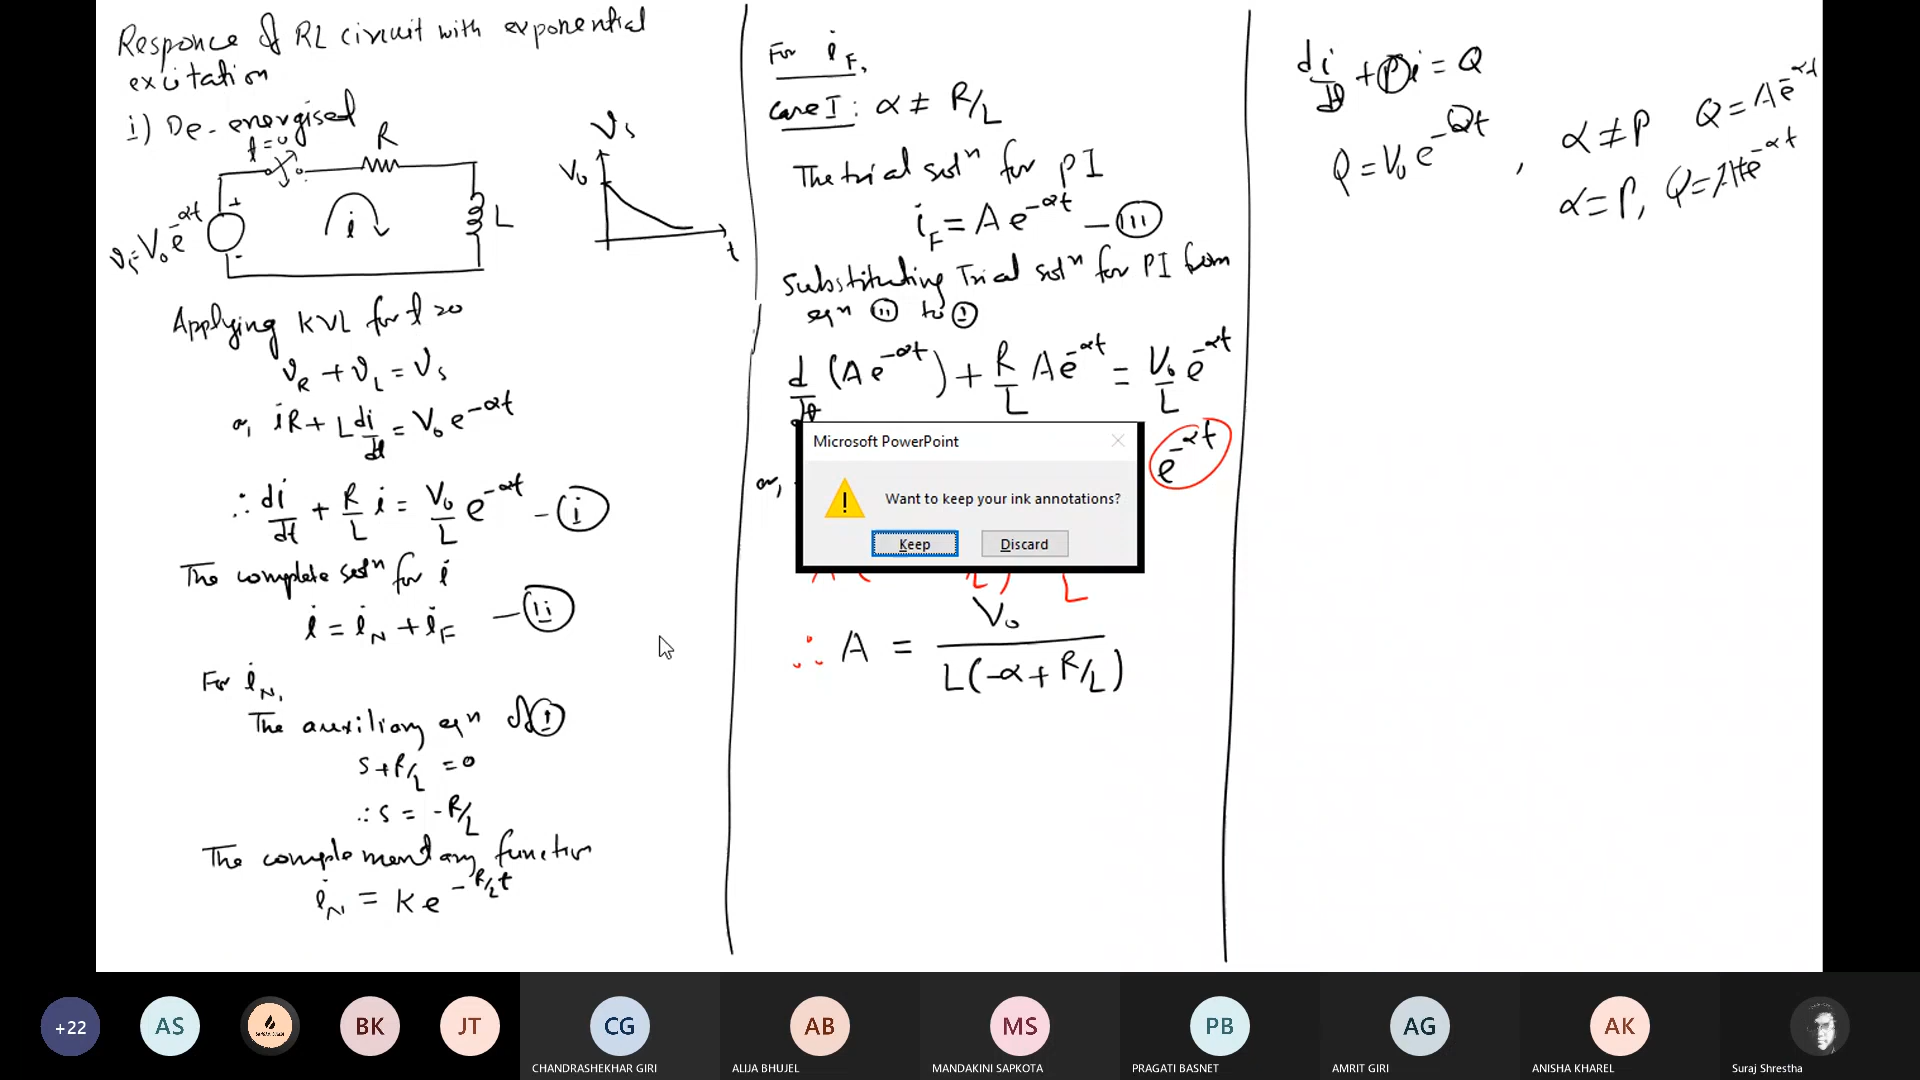 Responce of RL circuit with exponential
excitation
i) De-energised
t=0
R
L
i
+
-
vs=V₀e^-αt
Vs
V₀
t
Applying KVL for t≥0
vR + vL = vs
or, iR + L di/dt = V₀e^-αt
∴ di/dt + R/L i = V₀/L e^-αt - (i)
The complete solⁿ for i
i = iN + iF - (ii)
For iN,
The auxiliary eqn of (i)
s + R/L = 0
∴ s = - R/L
The complementary function
iN = k e^-R/L t
For iF,
Case I: α ≠ R/L
The trial solⁿ for PI
iF = A e^-αt - (iii)
Substituting Trial solⁿ for PI from
eqn (iii) to (i)
d/dt (A e^-αt) + R/L A e^-αt = V₀/L e^-αt
or,
e^-αt
Microsoft PowerPoint
Want to keep your ink annotations?
Keep
Discard
L
∴ A = V₀ / L(-α + R/L)
di/dt + Pi = Q
Q = V₀ e^-αt ,
α ≠ P Q = A e^-αt
α = P, Q = At e^-αt
+22
AS
BK
JT
CG
AB
MS
PB
AG
AK
CHANDRASHEKHAR GIRI
ALIJA BHUJEL
MANDAKINI SAPKOTA
PRAGATI BASNET
AMRIT GIRI
ANISHA KHAREL
Suraj Shrestha